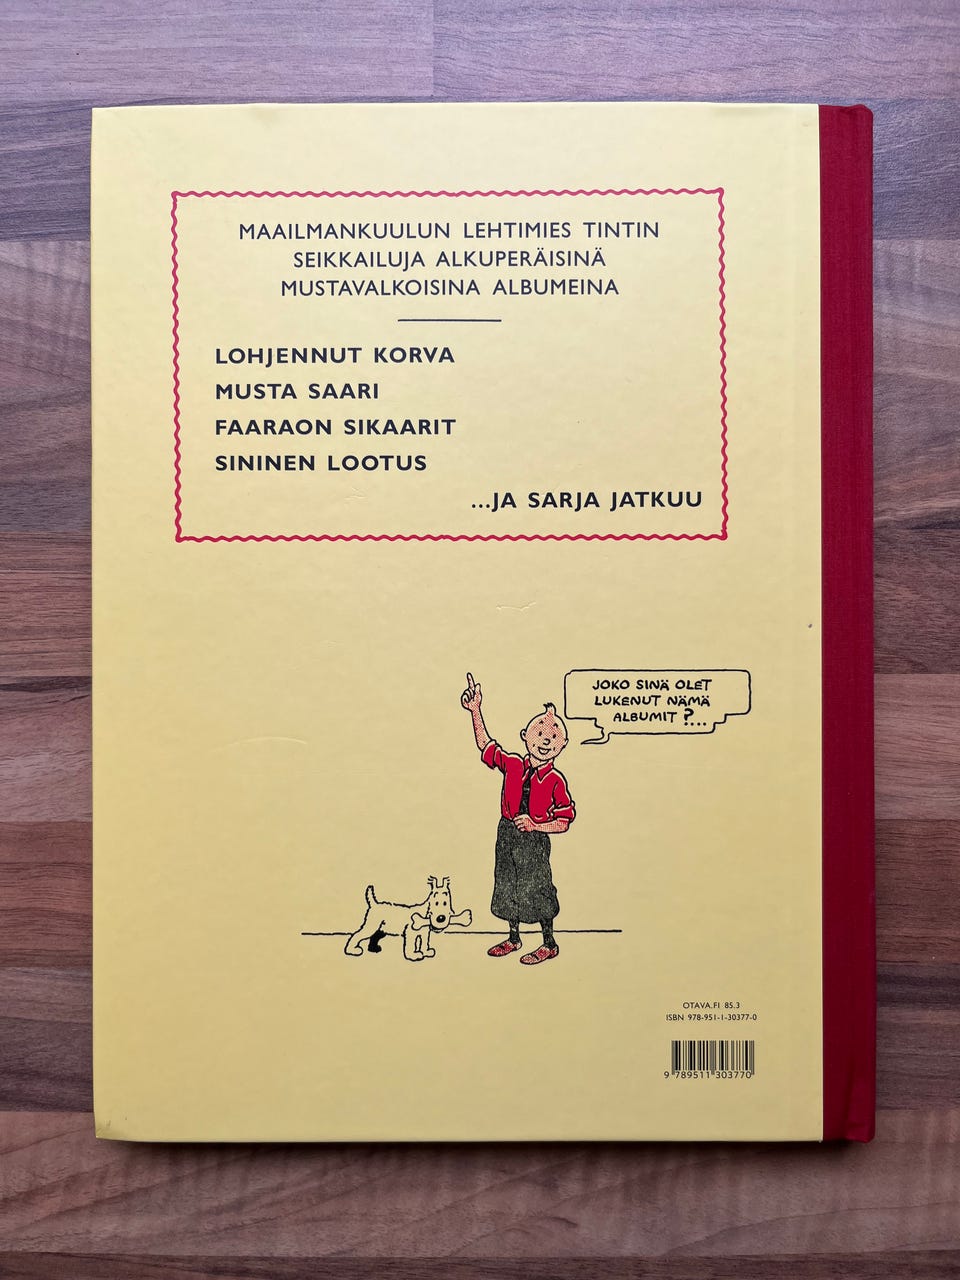 MAAILMANKUULUN LEHTIMIES TINTIN
SEIKKAILUJA ALKUPERÄISINÄ
MUSTAVALKOISINA ALBUMEINA
LOHJENNUT KORVA
MUSTA SAARI
FAARAON SIKAARIT
SININEN LOOTUS
...JA SARJA JATKUU
JOKO SINÄ OLET
LUKENUT NÄMÄ
ALBUMIT ?...
OTAVA.FI 85.3
ISBN 978-951-1-30377-0
9 789511 303770